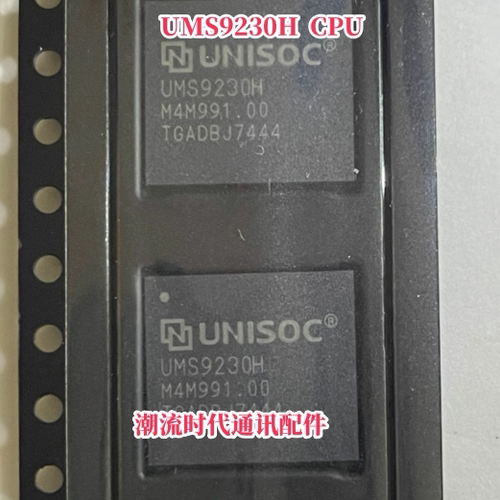 UMS9230H CPU
UNISOC®
UMS9230H
M4M991.00
TGADBJ7444
UNISOC®
UMS9230H
M4M991.00
TGADBJ7444
潮流时代通讯配件